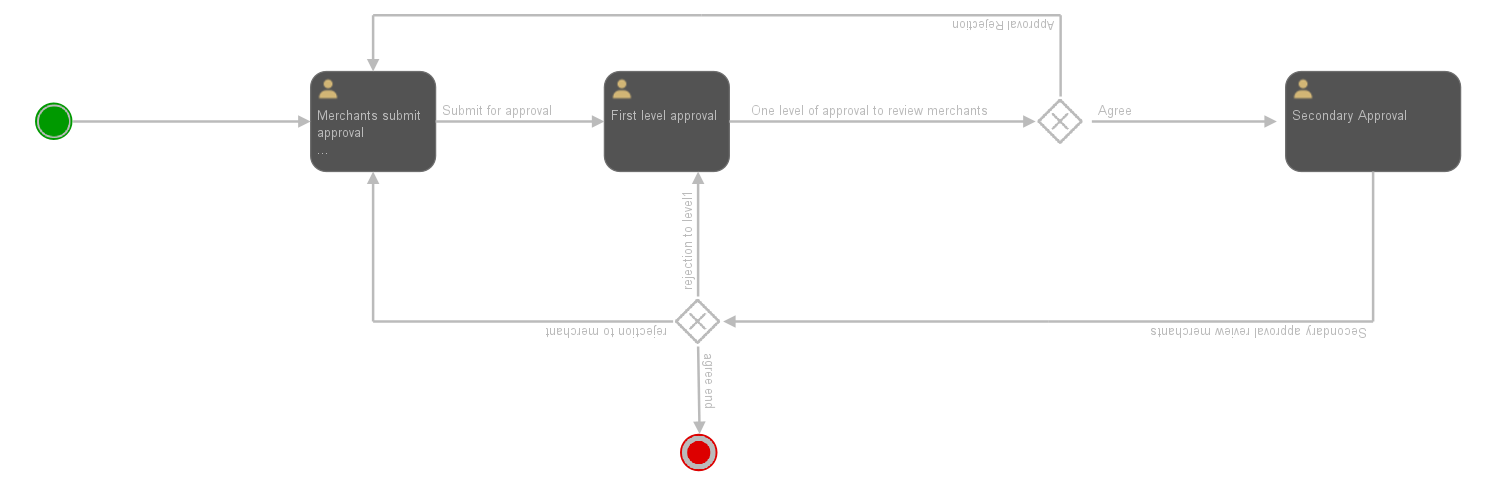 Approval Rejection
Merchants submit
approval
...
Submit for approval
First level approval
One level of approval to review merchants
Agree
Secondary Approval
rejection to level1
rejection to merchant
Secondary approval review merchants
agree end